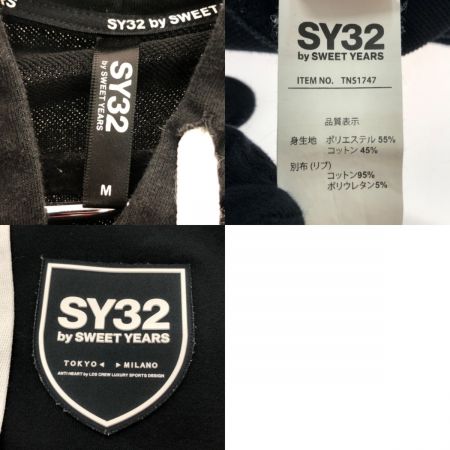 SY32 by SWEET YEARS
SY32
by SWEET YEARS
M
SY32
by SWEET YEARS
ITEM NO. TNS1747
品質表示
身生地 ポリエステル 55%
コットン 45%
別布 (リブ)
コットン95%
ポリウレタン5%
SY32
by SWEET YEARS
TOKYO ◄ ►MILANO
ANTI-HEART by LDB CREW LUXURY SPORTS DESIGN